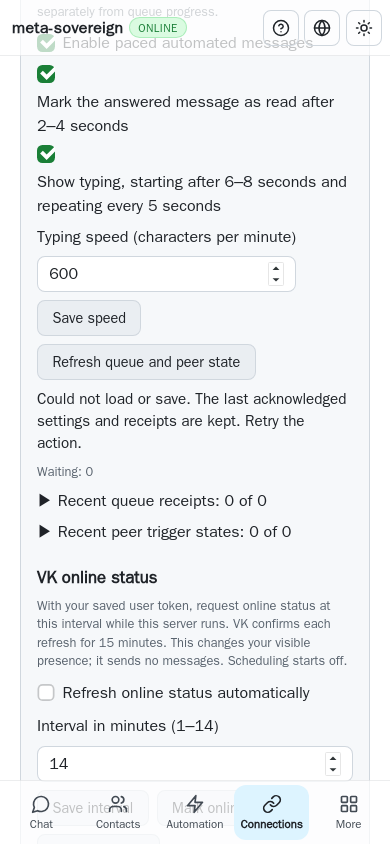 separately from queue progress.
meta-sovereign ONLINE
Enable paced automated messages
Mark the answered message as read after
2–4 seconds
Show typing, starting after 6–8 seconds and
repeating every 5 seconds
Typing speed (characters per minute)
600
Save speed
Refresh queue and peer state
Could not load or save. The last acknowledged
settings and receipts are kept. Retry the
action.
Waiting: 0
Recent queue receipts: 0 of 0
Recent peer trigger states: 0 of 0
VK online status
With your saved user token, request online status at
this interval while this server runs. VK confirms each
refresh for 15 minutes. This changes your visible
presence; it sends no messages. Scheduling starts off.
Refresh online status automatically
Interval in minutes (1–14)
14
Save interval Mark onlin
Chat Contacts Automation Connections More